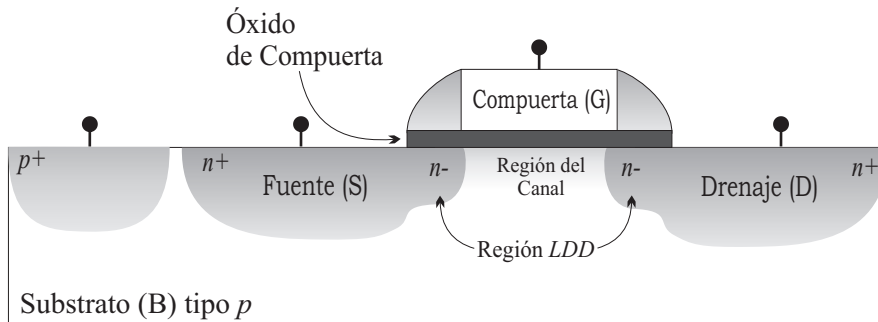 Óxido
de Compuerta
Compuerta (G)
p+
n+
Fuente (S)
n-
Región del
Canal
n-
Drenaje (D)
n+
Región LDD
Substrato (B) tipo p